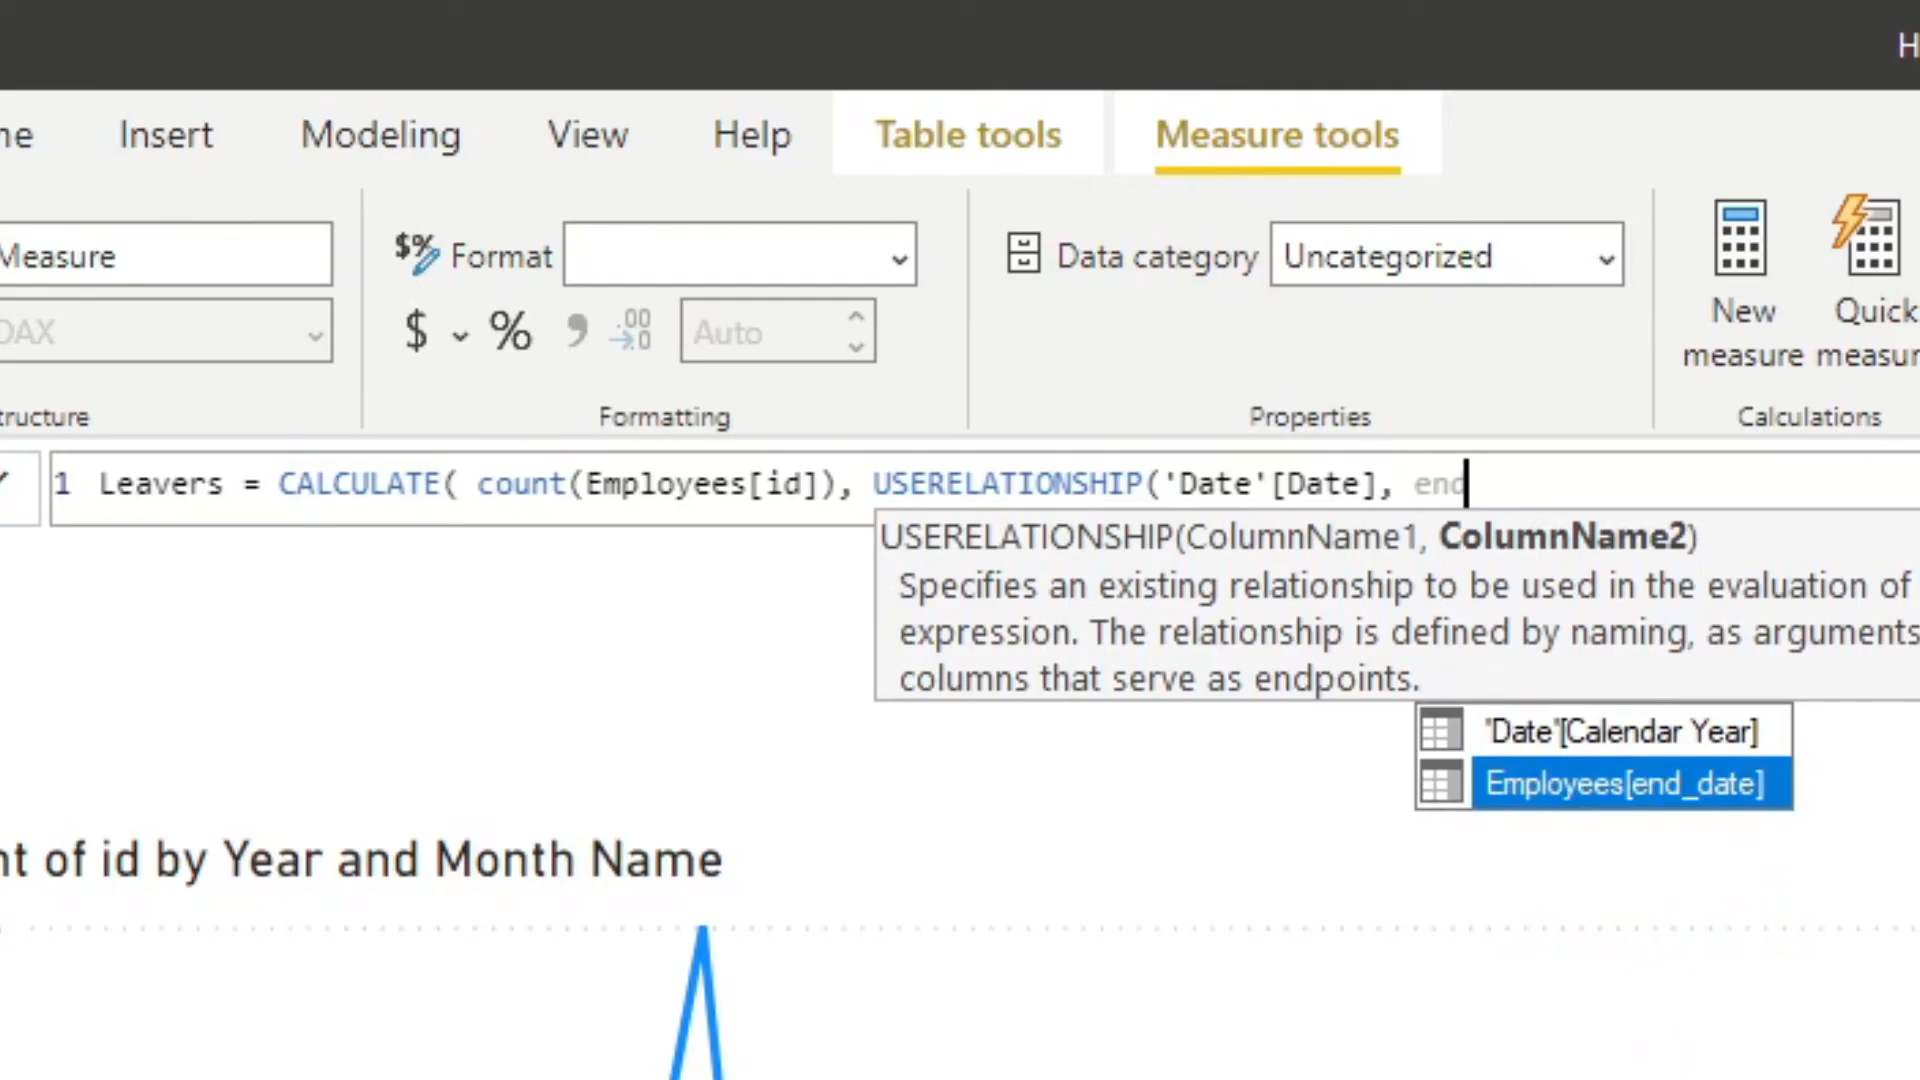 H
me Insert Modeling View Help Table tools Measure tools
Measure $% Format Data category Uncategorized
DAX $ % .00 →.0 Auto
New measure
Quick measur
tructure Formatting Properties Calculations
1 Leavers = CALCULATE( count(Employees[id]), USERELATIONSHIP('Date'[Date], end
USERELATIONSHIP(ColumnName1, ColumnName2)
Specifies an existing relationship to be used in the evaluation of
expression. The relationship is defined by naming, as arguments
columns that serve as endpoints.
'Date'[Calendar Year]
Employees[end_date]
nt of id by Year and Month Name